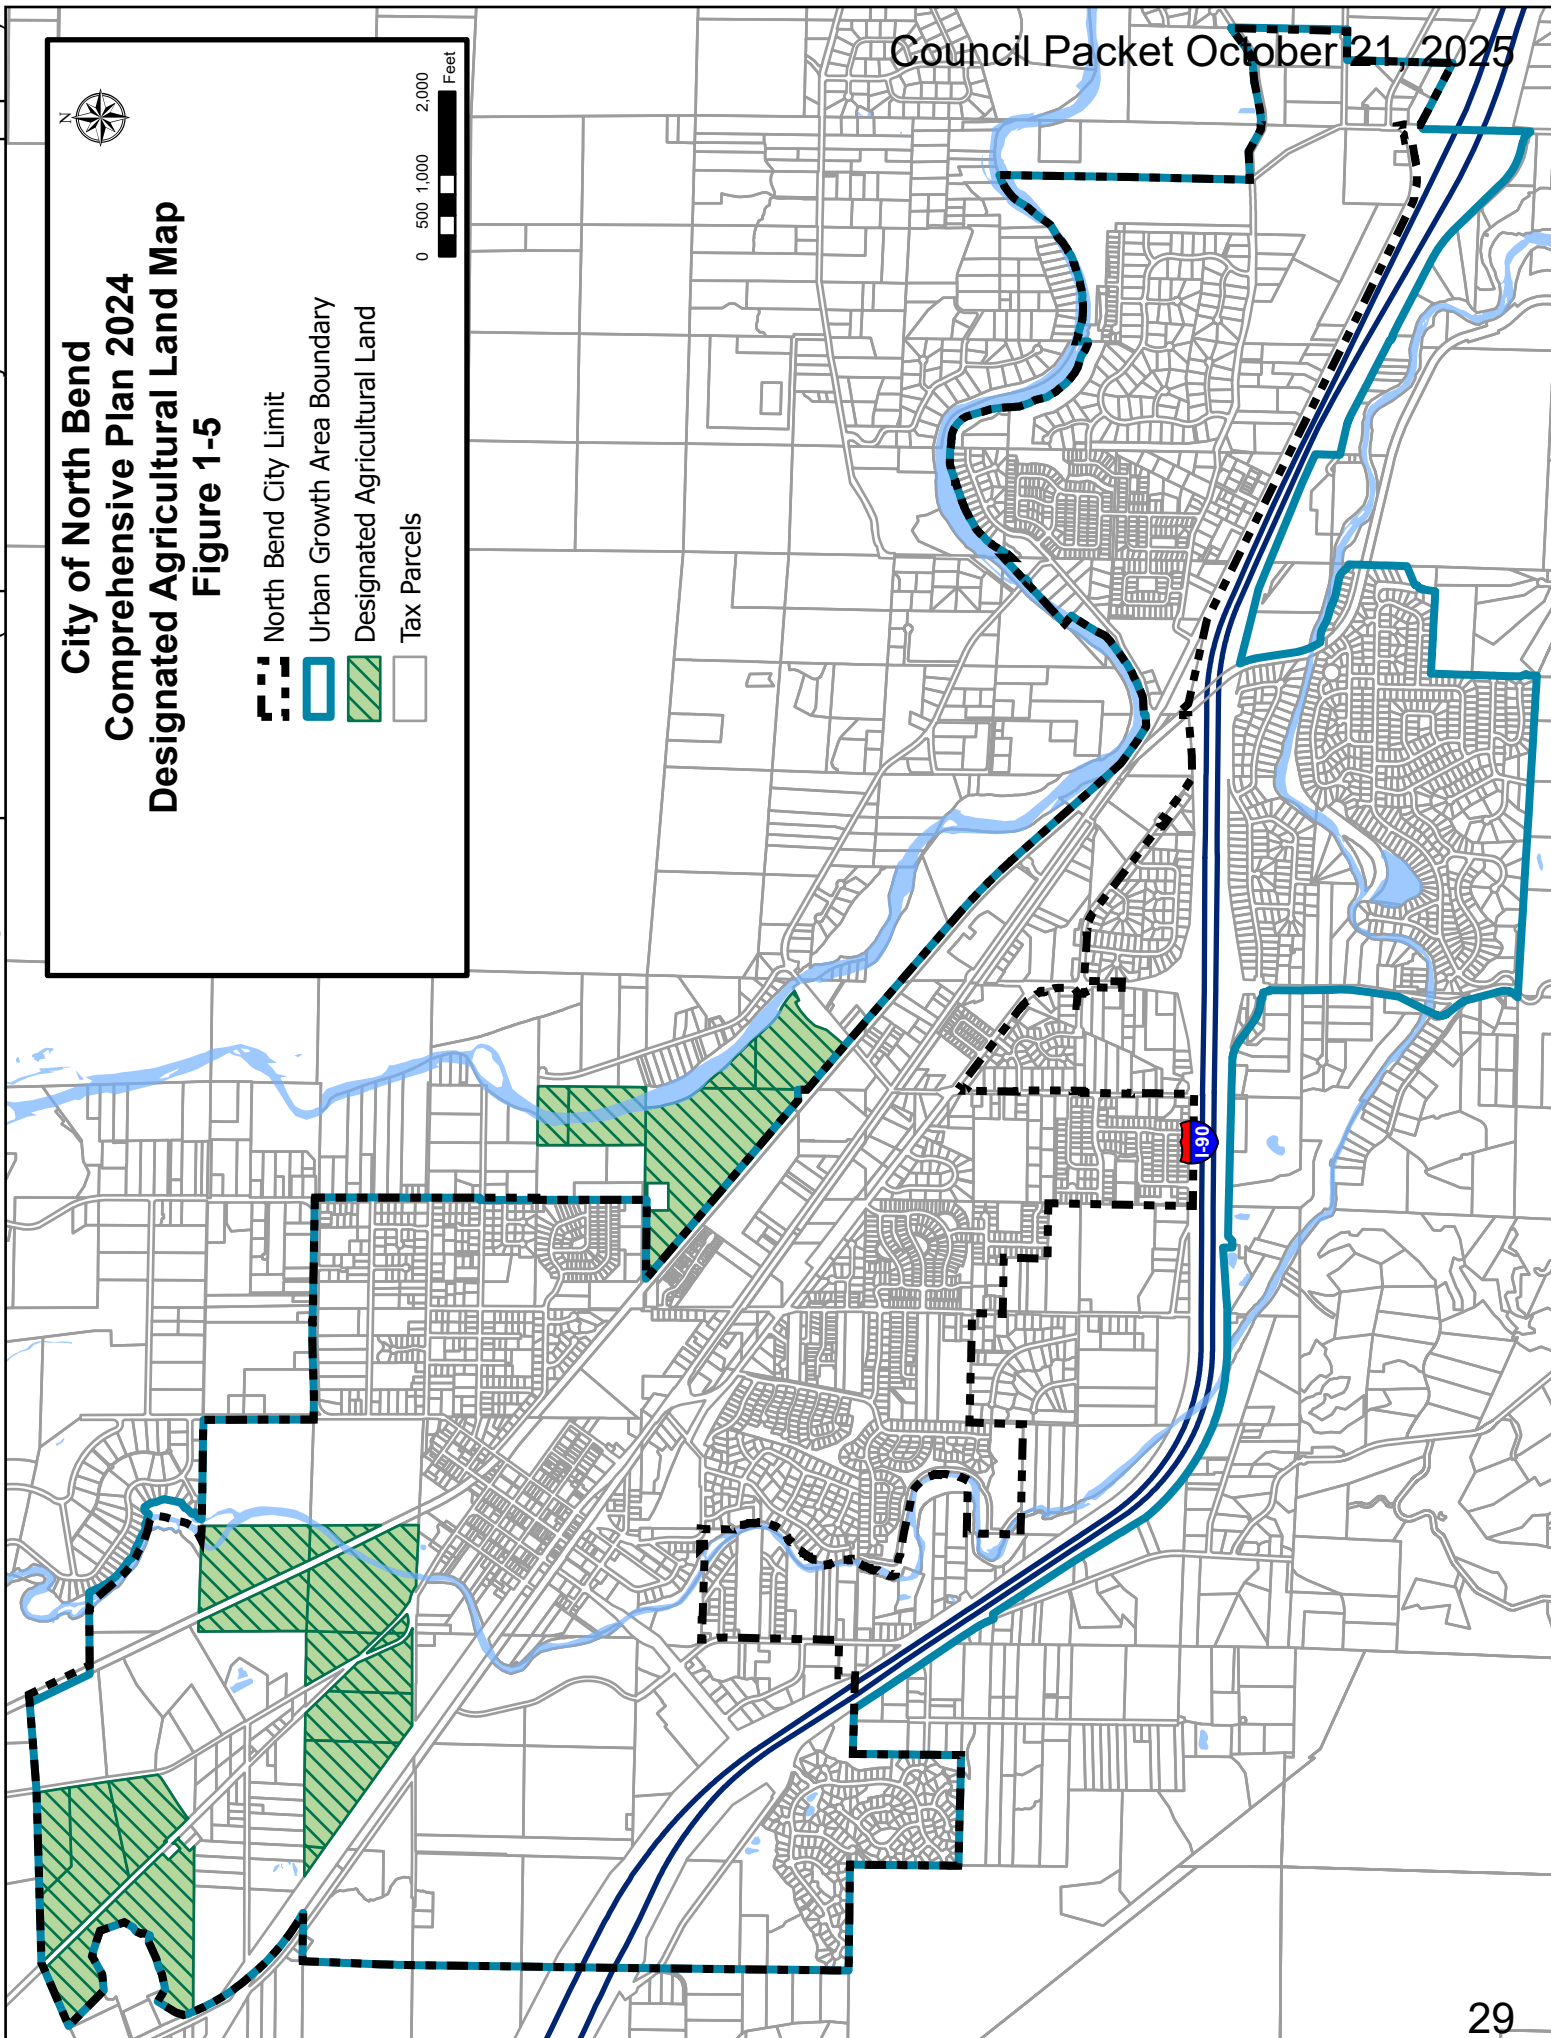 Council Packet October 21, 2025
City of North Bend
Comprehensive Plan 2024
Designated Agricultural Land Map
Figure 1-5
North Bend City Limit
Urban Growth Area Boundary
Designated Agricultural Land
Tax Parcels
N
0 500 1,000 2,000
Feet
I-90
29